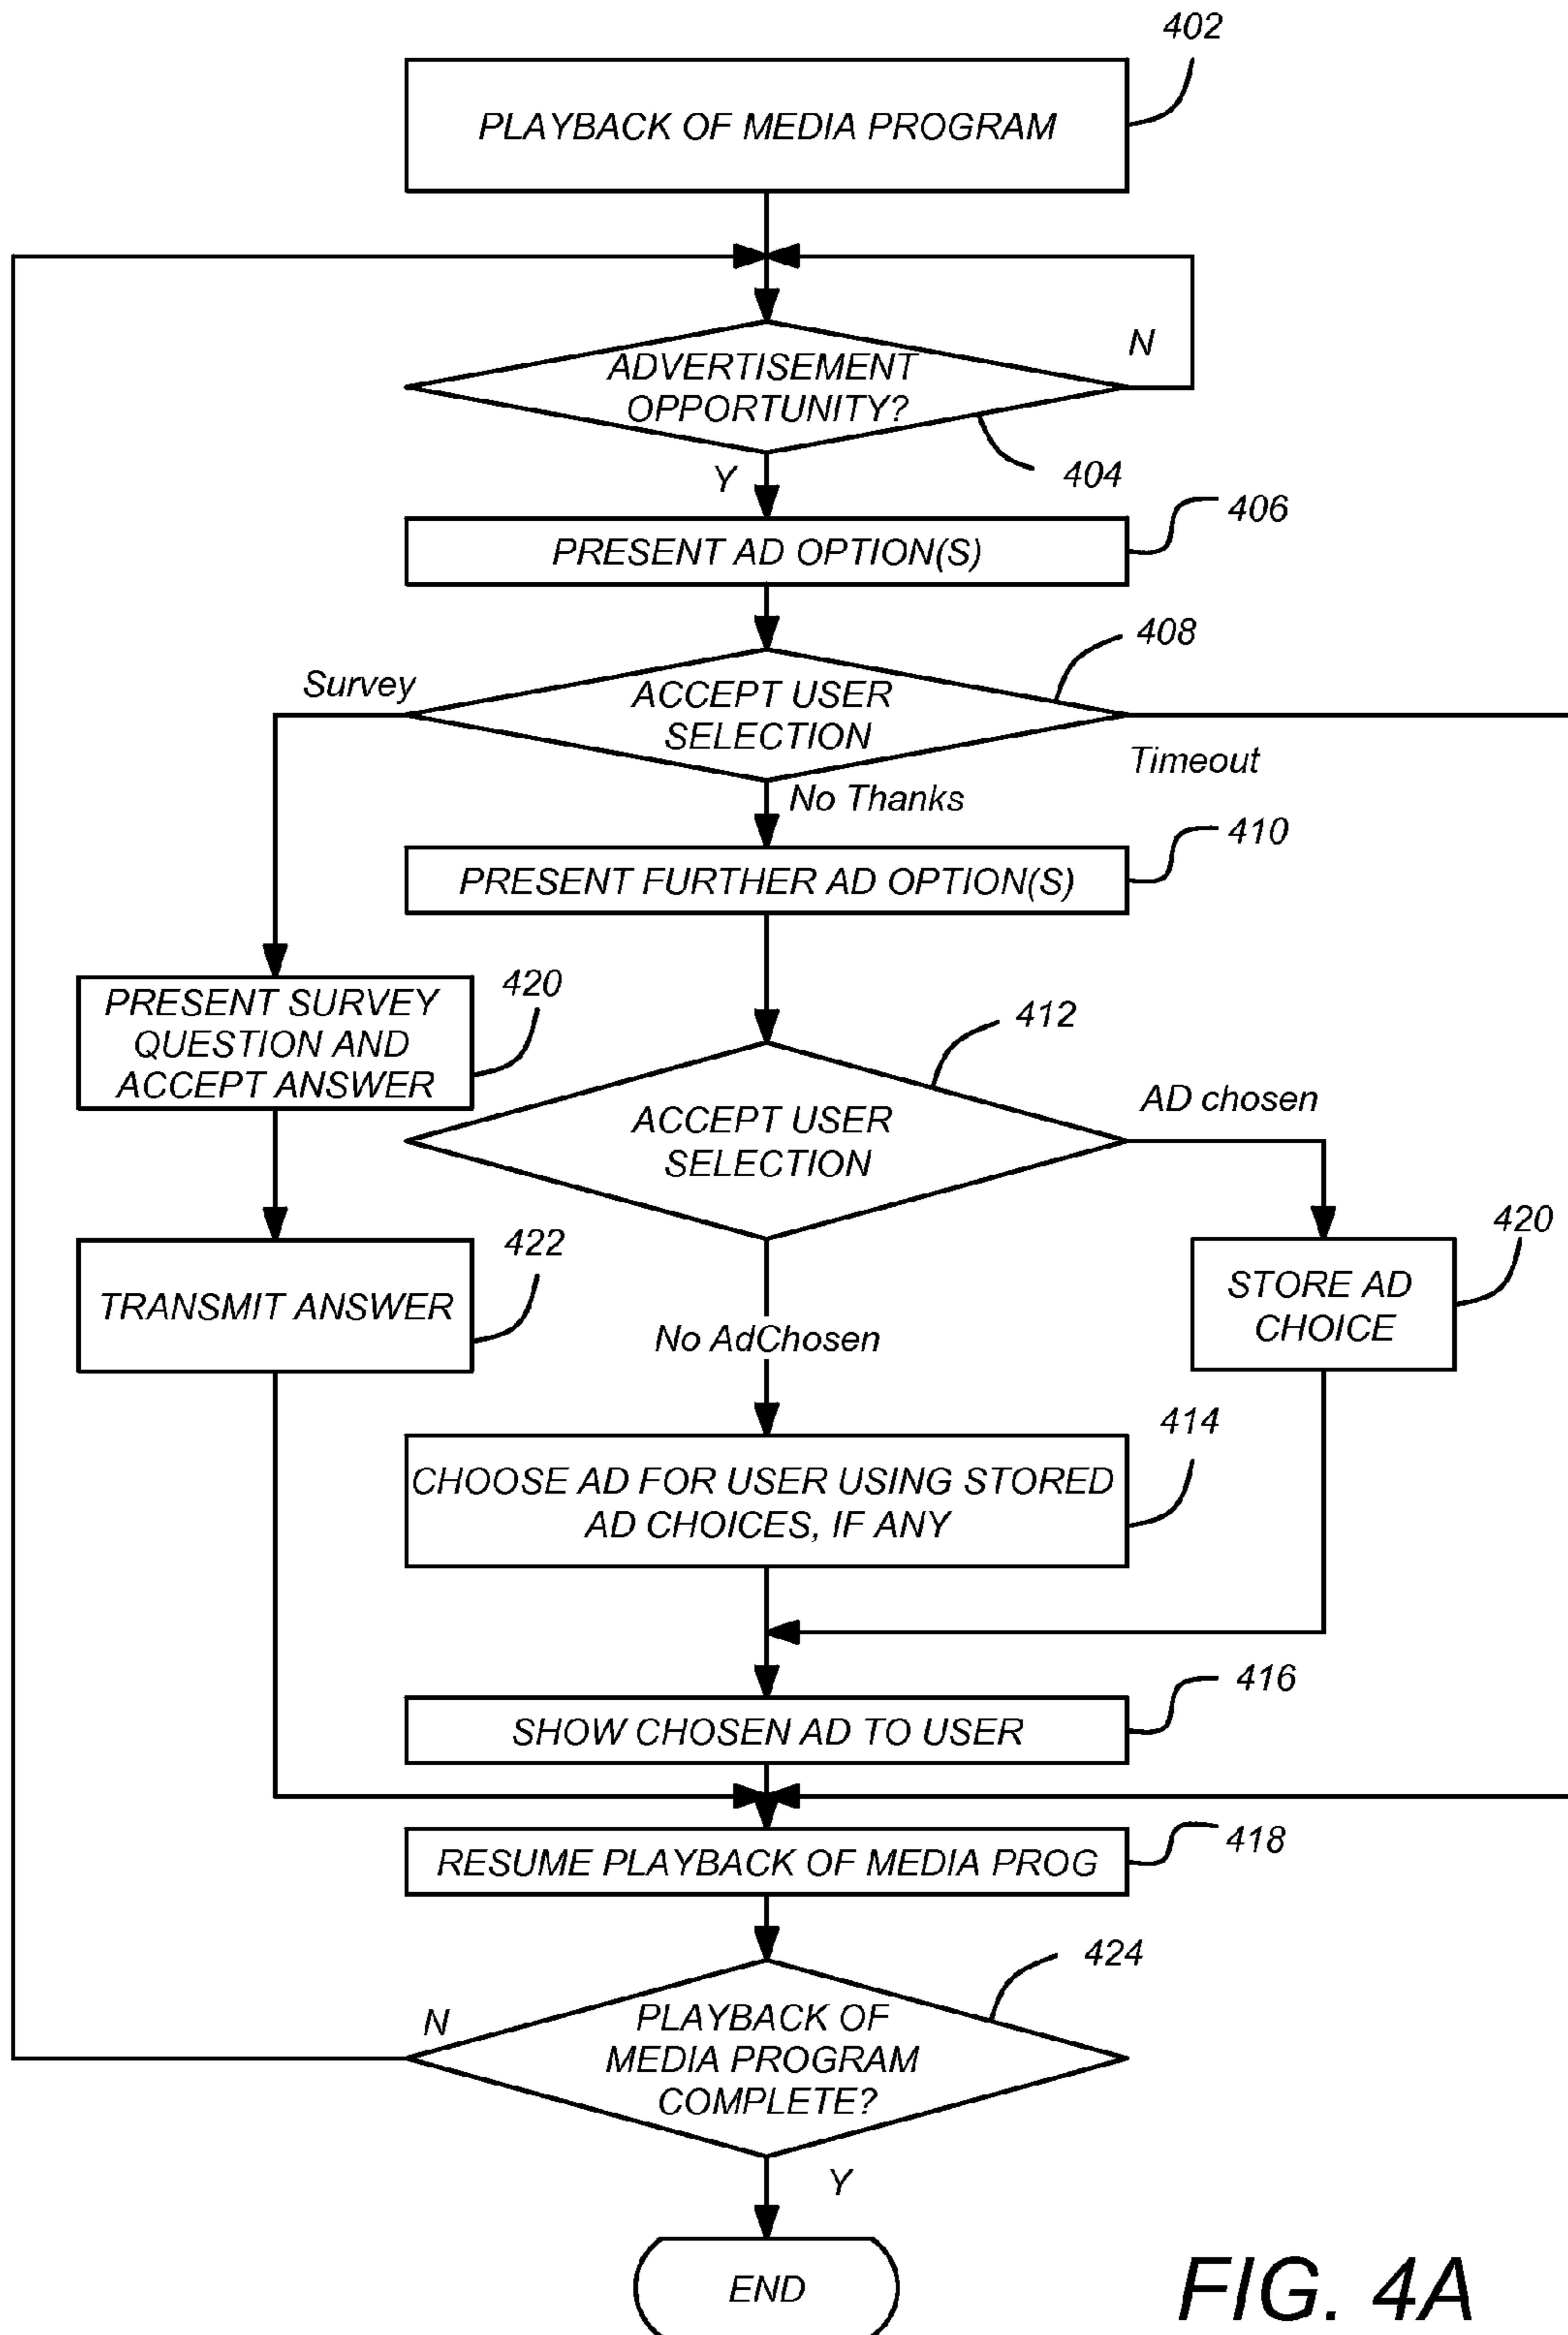 402
PLAYBACK OF MEDIA PROGRAM
N
ADVERTISEMENT
OPPORTUNITY?
404
Y
406
PRESENT AD OPTION(S)
408
Survey
ACCEPT USER
SELECTION
Timeout
No Thanks
410
PRESENT FURTHER AD OPTION(S)
420
PRESENT SURVEY
QUESTION AND
ACCEPT ANSWER
412
AD chosen
ACCEPT USER
SELECTION
420
422
STORE AD
CHOICE
TRANSMIT ANSWER
No AdChosen
414
CHOOSE AD FOR USER USING STORED
AD CHOICES, IF ANY
416
SHOW CHOSEN AD TO USER
418
RESUME PLAYBACK OF MEDIA PROG
424
N
PLAYBACK OF
MEDIA PROGRAM
COMPLETE?
Y
END
FIG. 4A